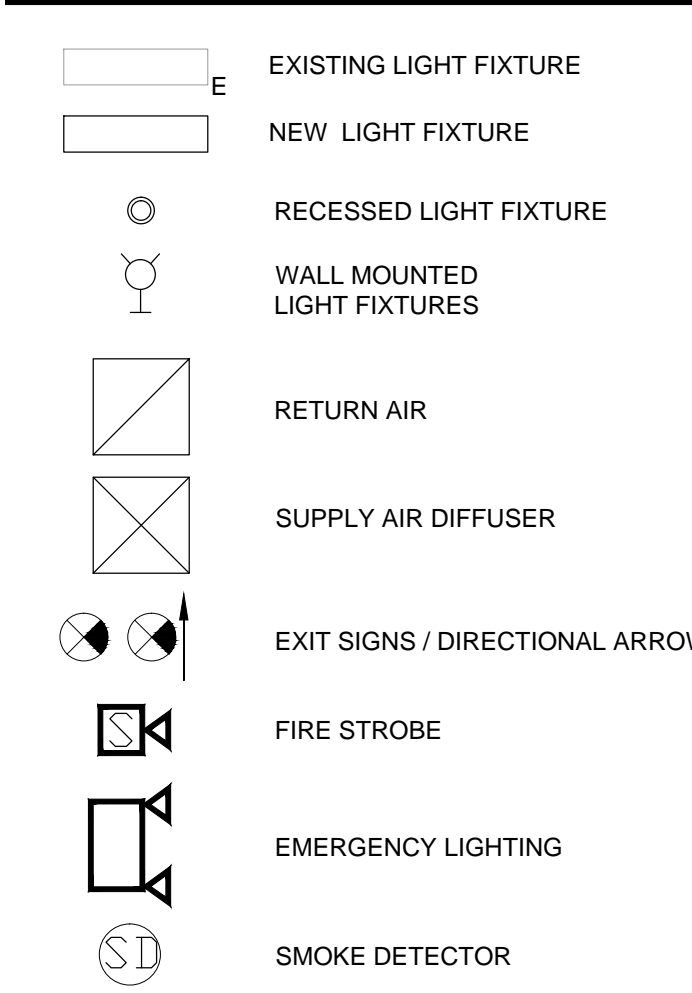 E EXISTING LIGHT FIXTURE
NEW LIGHT FIXTURE
RECESSED LIGHT FIXTURE
WALL MOUNTED
LIGHT FIXTURES
RETURN AIR
SUPPLY AIR DIFFUSER
EXIT SIGNS / DIRECTIONAL ARROW
S FIRE STROBE
EMERGENCY LIGHTING
SD SMOKE DETECTOR